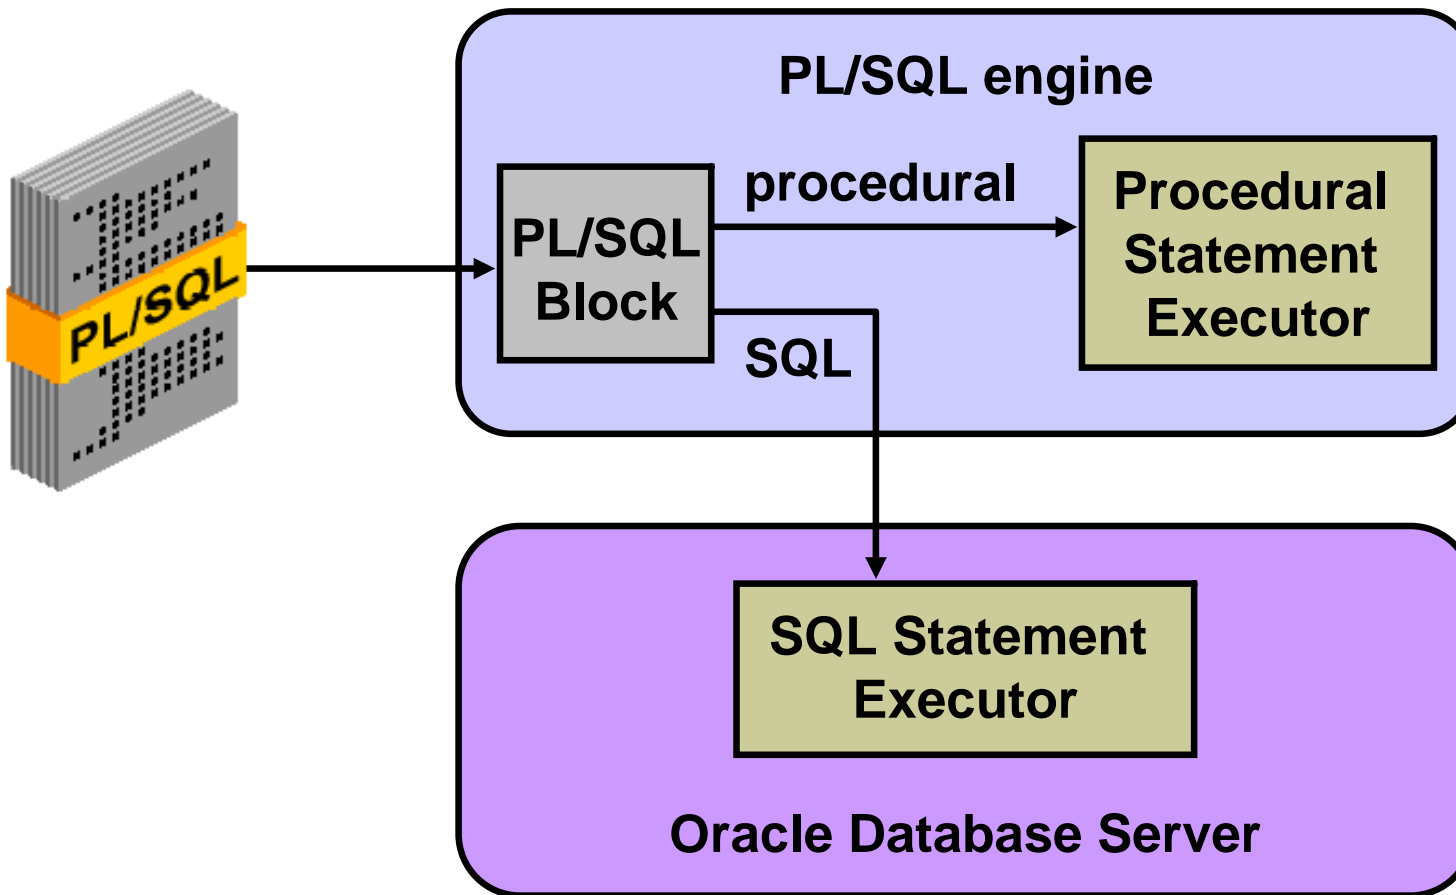 PL/SQL engine
PL/SQL
PL/SQL
Block
procedural
SQL
Procedural
Statement
Executor
SQL Statement
Executor
Oracle Database Server